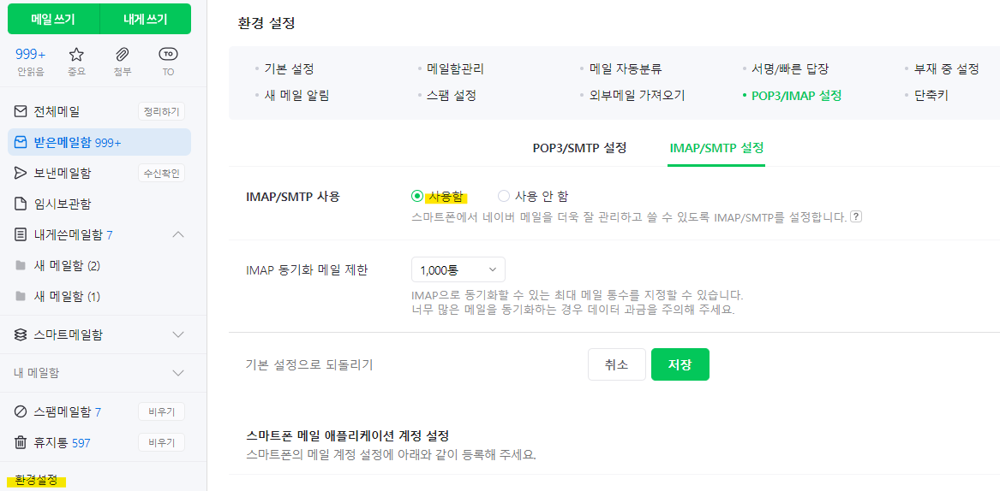 메일 쓰기 내게 쓰기
999+ 안읽음
중요
첨부
TO TO
전체메일 정리하기
받은메일함 999+
보낸메일함 수신확인
임시보관함
내게쓴메일함 7
새 메일함 (2)
새 메일함 (1)
스마트메일함
내 메일함
스팸메일함 7 비우기
휴지통 597 비우기
환경설정
환경 설정
기본 설정 메일함관리 메일 자동분류 서명/빠른 답장 부재 중 설정
새 메일 알림 스팸 설정 외부메일 가져오기 POP3/IMAP 설정 단축키
POP3/SMTP 설정 IMAP/SMTP 설정
IMAP/SMTP 사용 사용함 사용 안 함
스마트폰에서 네이버 메일을 더욱 잘 관리하고 쓸 수 있도록 IMAP/SMTP를 설정합니다. ?
IMAP 동기화 메일 제한 1,000통
IMAP으로 동기화할 수 있는 최대 메일 통수를 지정할 수 있습니다.
너무 많은 메일을 동기화하는 경우 데이터 과금을 주의해 주세요.
기본 설정으로 되돌리기 취소 저장
스마트폰 메일 애플리케이션 계정 설정
스마트폰의 메일 계정 설정에 아래와 같이 등록해 주세요.